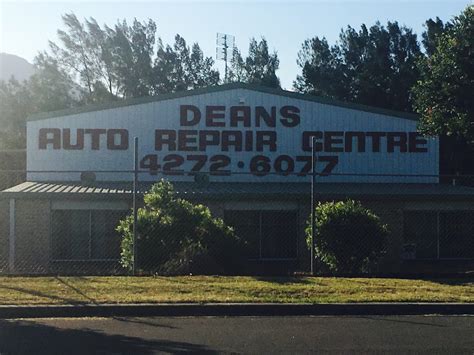 DEANS
AUTO REPAIR CENTRE
4272·6077